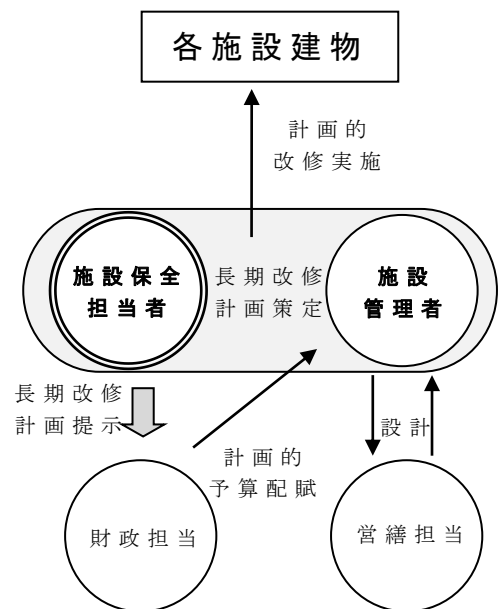 各施設建物
計画的
改修実施
施設保全
担当者
長期改修
計画策定
施設
管理者
長期改修
計画提示
設計
計画的
予算配賦
財政担当
営繕担当